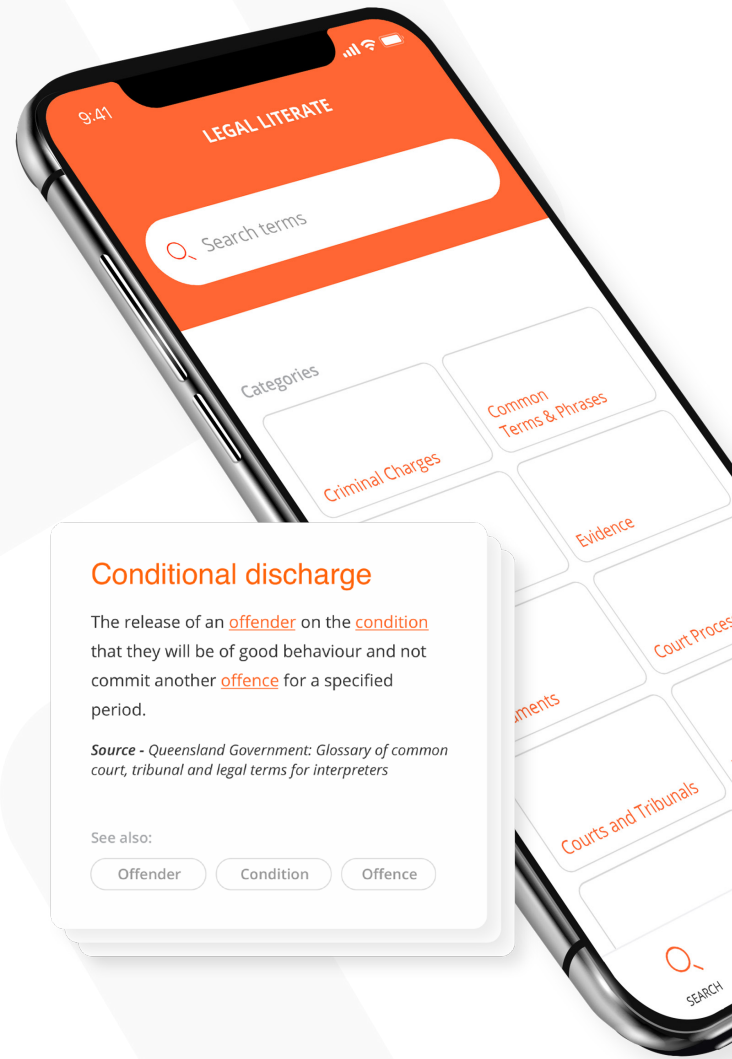 9:41
LEGAL LITERATE
Search terms
Categories
Criminal Charges
Common
Terms & Phrases
Evidence
Courts and Tribunals
SEARCH
Conditional discharge
The release of an offender on the condition
that they will be of good behaviour and not
commit another offence for a specified
period.
Source - Queensland Government: Glossary of common
court, tribunal and legal terms for interpreters
See also:
Offender
Condition
Offence